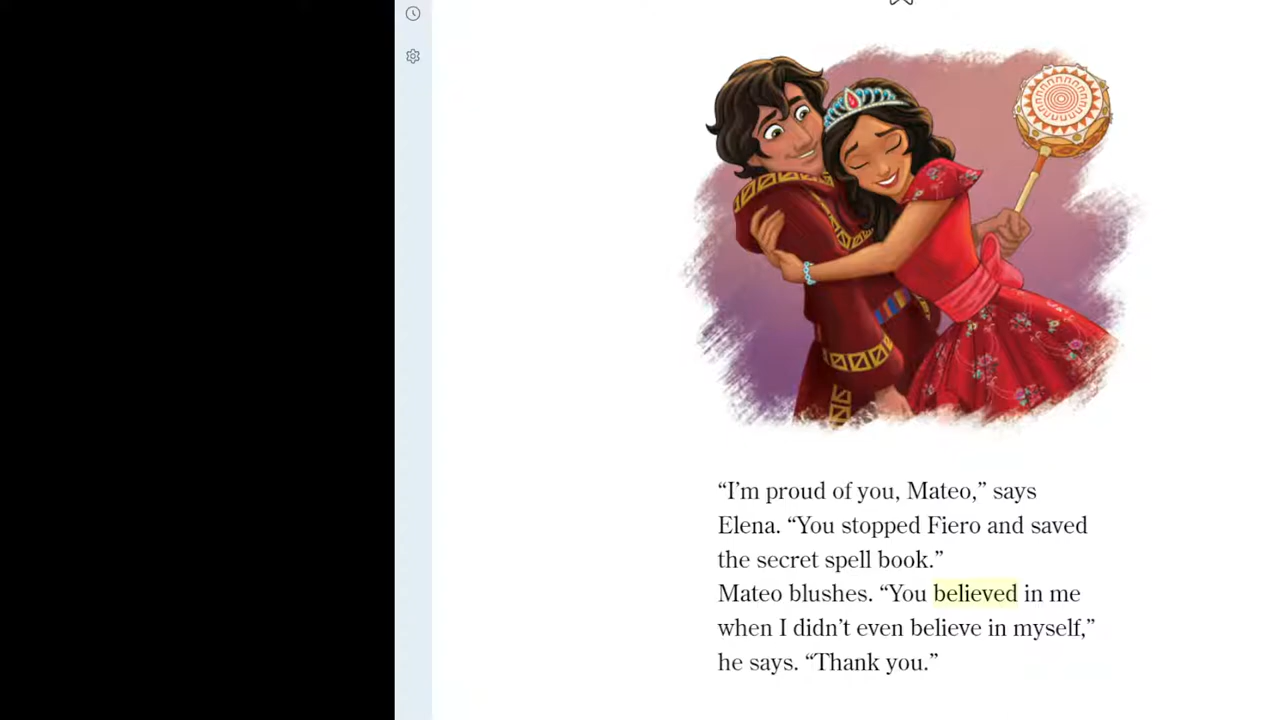 “I’m proud of you, Mateo,” says
Elena. “You stopped Fiero and saved
the secret spell book.”
Mateo blushes. “You believed in me
when I didn’t even believe in myself,”
he says. “Thank you.”